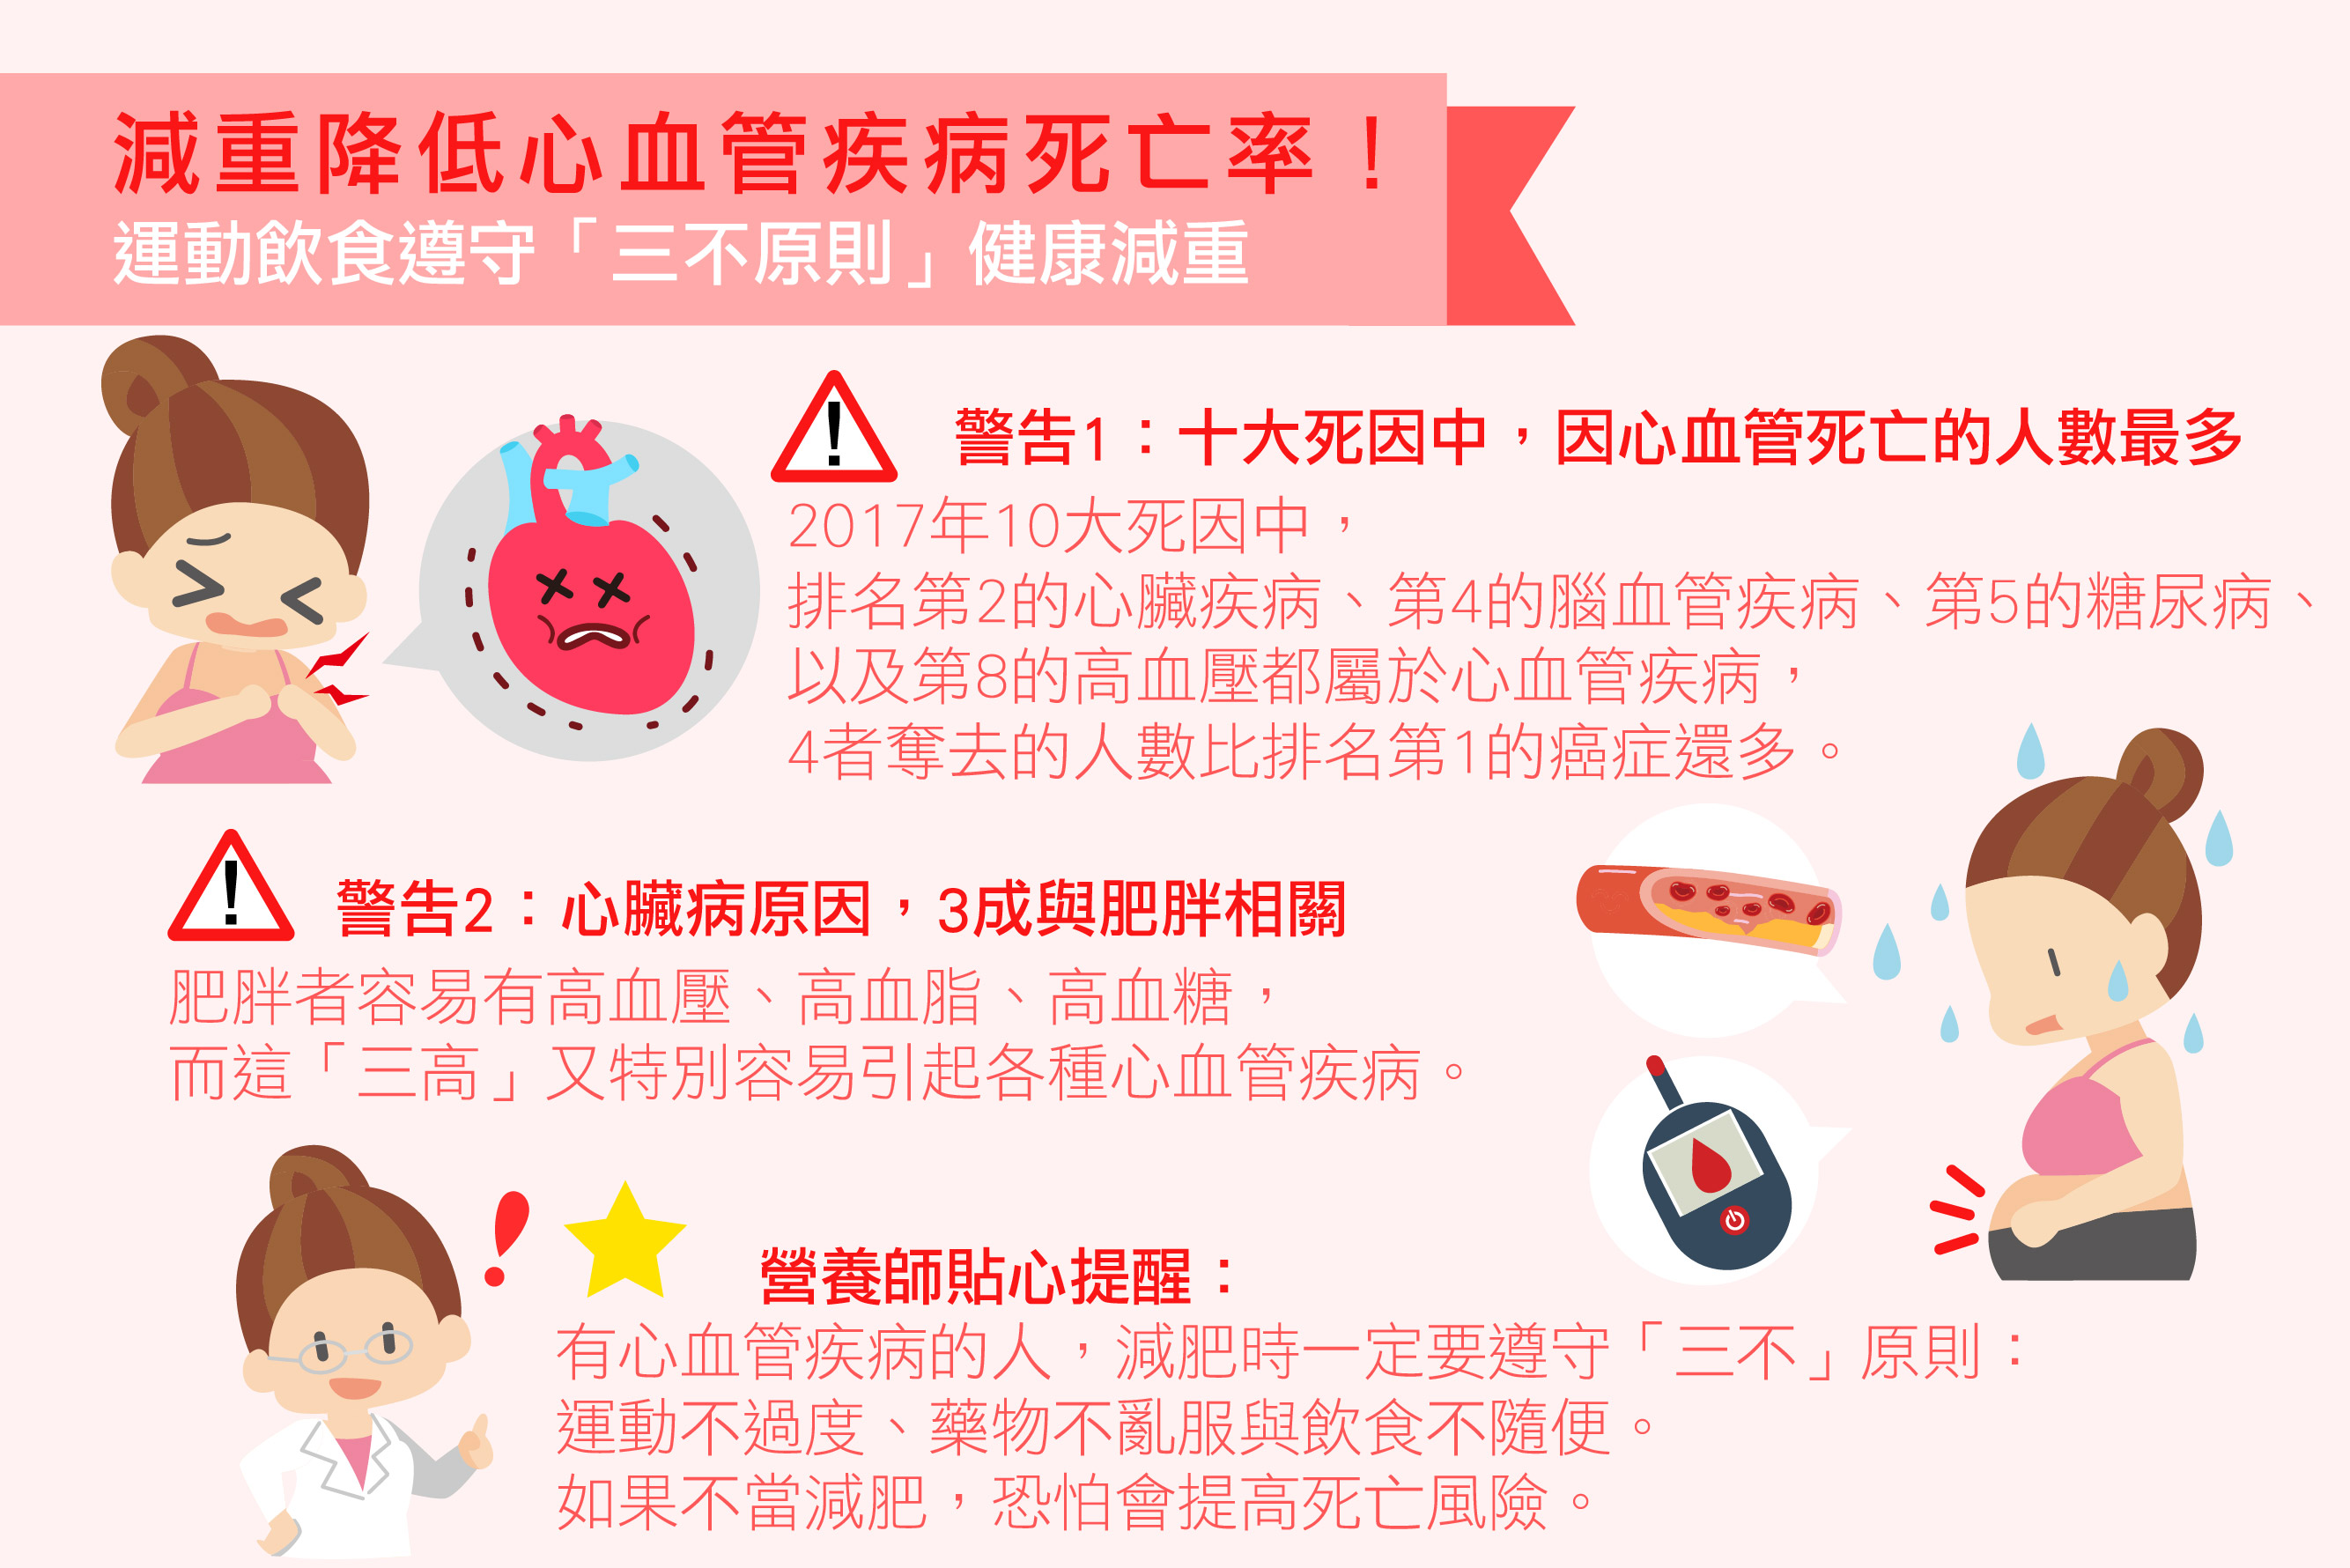 減重降低心血管疾病死亡率！
運動飲食遵守「三不原則」健康減重
警告1：十大死因中，因心血管死亡的人數最多
2017年10大死因中，
排名第2的心臟疾病、第4的腦血管疾病、第5的糖尿病、
以及第8的高血壓都屬於心血管疾病，
4者奪去的人數比排名第1的癌症還多。
警告2：心臟病原因，3成與肥胖相關
肥胖者容易有高血壓、高血脂、高血糖，
而這「三高」又特別容易引起各種心血管疾病。
營養師貼心提醒：
有心血管疾病的人，減肥時一定要遵守「三不」原則：
運動不過度、藥物不亂服與飲食不隨便。
如果不當減肥，恐怕會提高死亡風險。